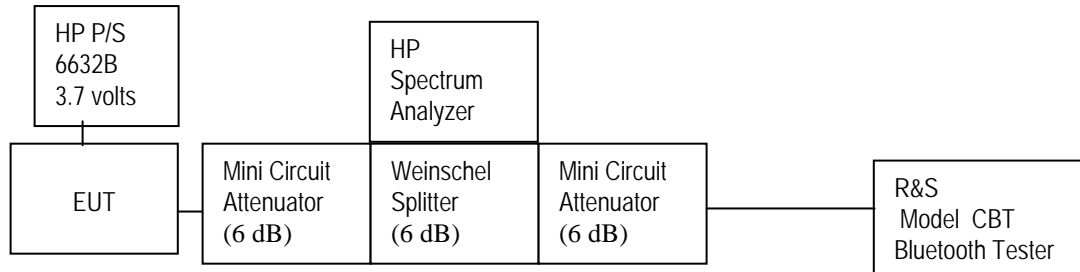 HP P/S
6632B
3.7 volts
HP
Spectrum
Analyzer
EUT
Mini Circuit
Attenuator
(6 dB)
Weinschel
Splitter
(6 dB)
Mini Circuit
Attenuator
(6 dB)
R&S
Model CBT
Bluetooth Tester